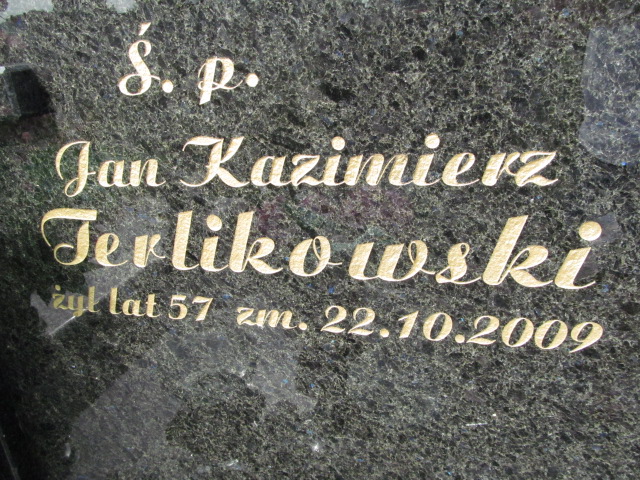 Ś. p.
Jan Kazimierz
Terlikowski
żył lat 57 zm. 22.10.2009